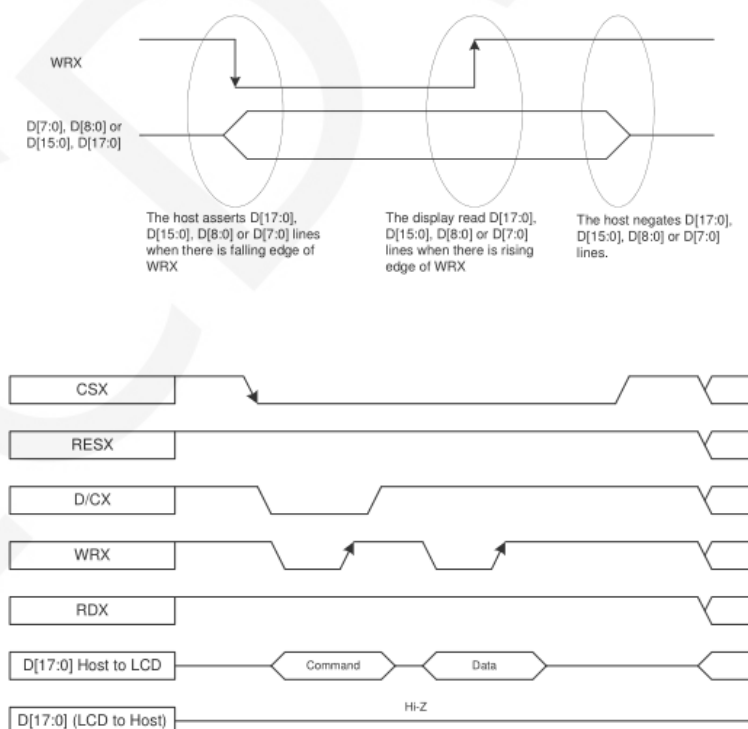 WRX
D[7:0], D[8:0] or
D[15:0], D[17:0]
The host asserts D[17:0],
D[15:0], D[8:0] or D[7:0] lines
when there is falling edge of
WRX
The display read D[17:0],
D[15:0], D[8:0] or D[7:0]
lines when there is rising
edge of WRX
The host negates D[17:0],
D[15:0], D[8:0] or D[7:0]
lines.
CSX
RESX
D/CX
WRX
RDX
D[17:0] Host to LCD
Command
Data
D[17:0] (LCD to Host)
Hi-Z